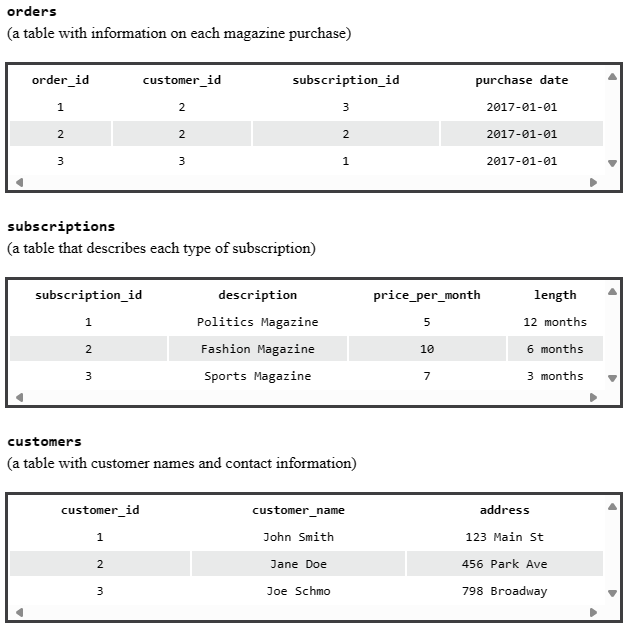 orders
(a table with information on each magazine purchase)
order_id customer_id subscription_id purchase date
1 2 3 2017-01-01
2 2 2 2017-01-01
3 3 1 2017-01-01
subscriptions
(a table that describes each type of subscription)
subscription_id description price_per_month length
1 Politics Magazine 5 12 months
2 Fashion Magazine 10 6 months
3 Sports Magazine 7 3 months
customers
(a table with customer names and contact information)
customer_id customer_name address
1 John Smith 123 Main St
2 Jane Doe 456 Park Ave
3 Joe Schmo 798 Broadway